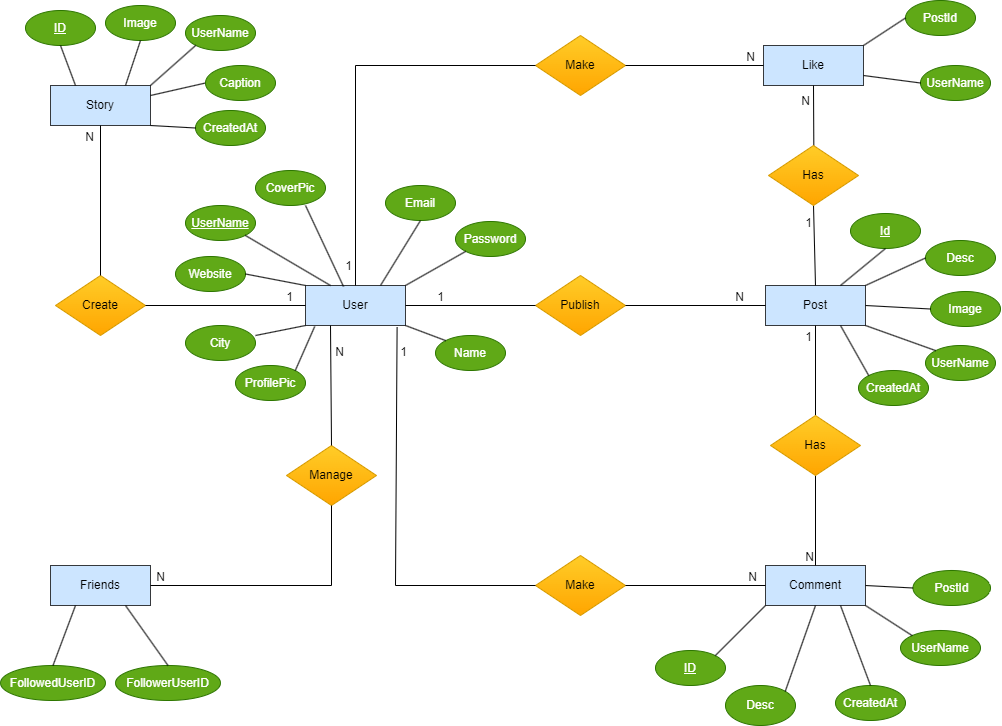 ID
Image
UserName
Caption
CreatedAt
Story
N
Make
N
Like
PostId
UserName
N
Has
1
CoverPic
UserName
Website
Email
Password
1
Create
1
User
1
Publish
N
Post
Id
Desc
Image
UserName
CreatedAt
City
ProfilePic
N
1
Name
1
Manage
Has
Friends
N
FollowedUserID
FollowerUserID
Make
N
N
Comment
PostId
UserName
ID
Desc
CreatedAt